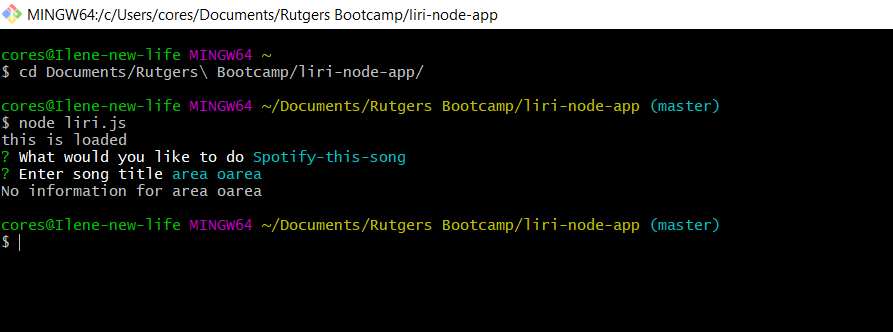 MINGW64:/c/Users/cores/Documents/Rutgers Bootcamp/liri-node-app
cores@Ilene-new-life MINGW64 ~
$ cd Documents/Rutgers\ Bootcamp/liri-node-app/
cores@Ilene-new-life MINGW64 ~/Documents/Rutgers Bootcamp/liri-node-app (master)
$ node liri.js
this is loaded
? What would you like to do Spotify-this-song
? Enter song title area oarea
No information for area oarea
cores@Ilene-new-life MINGW64 ~/Documents/Rutgers Bootcamp/liri-node-app (master)
$